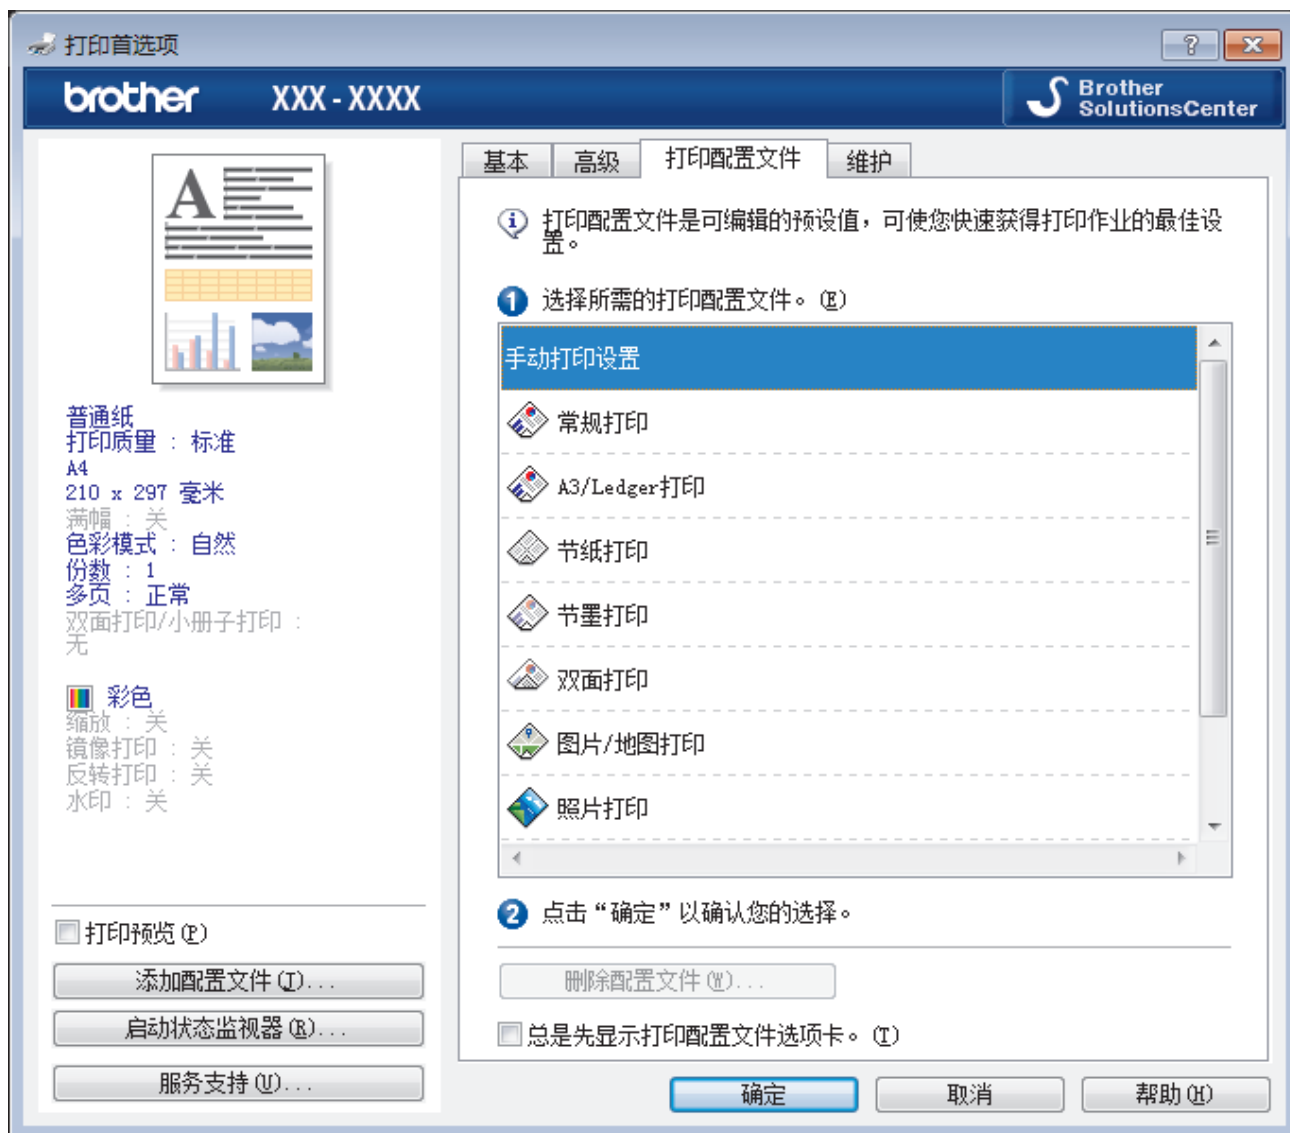 打印首选项
brother XXX-XXXX
Brother
SolutionsCenter
普通纸
打印质量 : 标准
A4
210 x 297 毫米
满幅 : 关
色彩模式 : 自然
份数 : 1
多页 : 正常
双面打印/小册子打印 :
无
彩色
缩放 : 关
镜像打印 : 关
反转打印 : 关
水印 : 关
打印预览(P)
添加配置文件(J)...
启动状态监视器(R)...
服务支持(U)...
基本 高级 打印配置文件 维护
打印配置文件是可编辑的预设值，可使您快速获得打印作业的最佳设
置。
1 选择所需的打印配置文件。(E)
手动打印设置
常规打印
A3/Ledger打印
节纸打印
节墨打印
双面打印
图片/地图打印
照片打印
2 点击“确定”以确认您的选择。
删除配置文件(W)...
总是先显示打印配置文件选项卡。(T)
确定 取消 帮助(H)